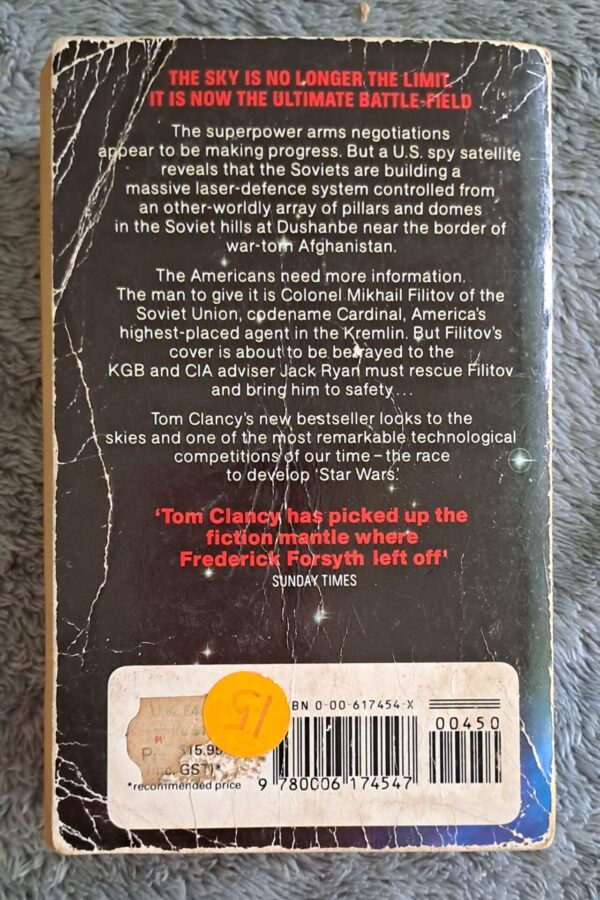 THE SKY IS NO LONGER THE LIMIT.
IT IS NOW THE ULTIMATE BATTLE-FIELD
The superpower arms negotiations
appear to be making progress. But a U.S. spy satellite
reveals that the Soviets are building a
massive laser-defence system controlled from
an other-worldly array of pillars and domes
in the Soviet hills at Dushanbe near the border of
war-torn Afghanistan.
The Americans need more information.
The man to give it is Colonel Mikhail Filitov of the
Soviet Union, codename Cardinal, America's
highest-placed agent in the Kremlin. But Filitov's
cover is about to be betrayed to the
KGB and CIA adviser Jack Ryan must rescue Filitov
and bring him to safety...
Tom Clancy's new bestseller looks to the
skies and one of the most remarkable technological
competitions of our time – the race
to develop 'Star Wars.'
'Tom Clancy has picked up the
fiction mantle where
Frederick Forsyth left off'
SUNDAY TIMES
15
BN 0-00-617454-X
00450
$15.95
GST)*
*recommended price
9 780006 174547